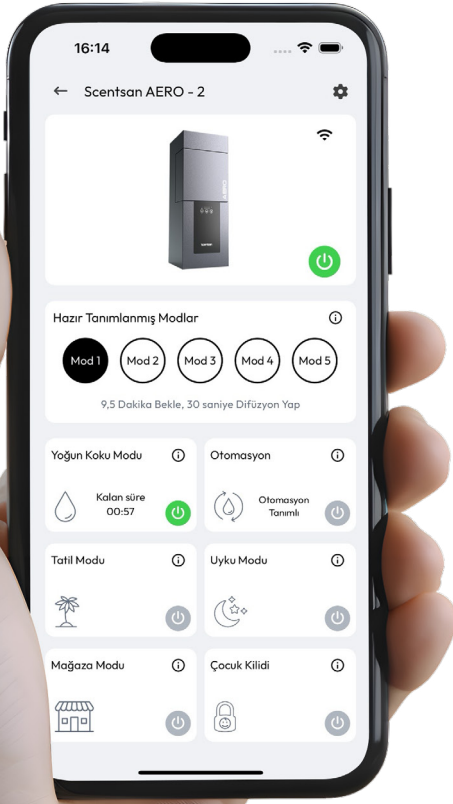 16:14
Scentsan AERO - 2
AERO
Hazır Tanımlanmış Modlar
Mod 1 Mod 2 Mod 3 Mod 4 Mod 5
9,5 Dakika Bekle, 30 saniye Difüzyon Yap
Yoğun Koku Modu
Kalan süre
00:57
Otomasyon
Otomasyon
Tanımlı
Tatil Modu
Uyku Modu
Mağaza Modu
Çocuk Kilidi